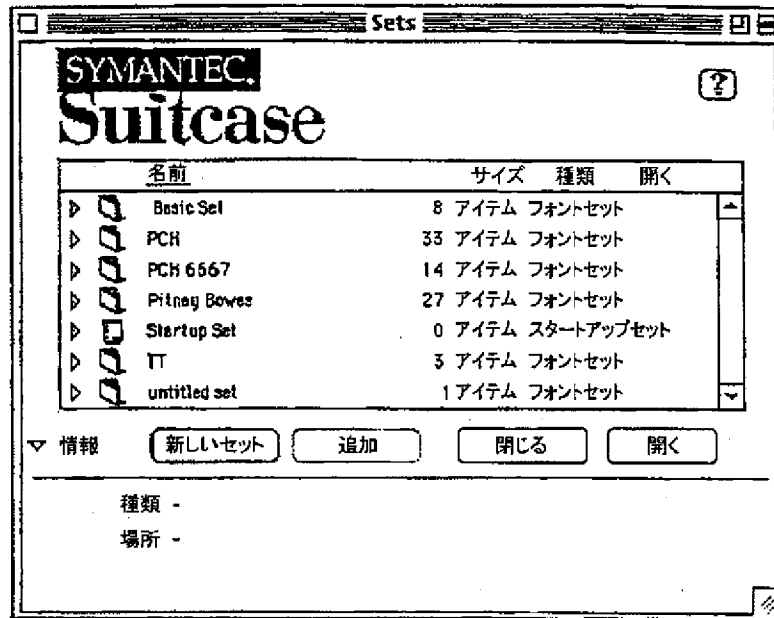 Sets
SYMANTEC.
Suitcase
?
名前 サイズ 種類 開く
Basic Set 8 アイテム フォントセット
PCH 33 アイテム フォントセット
PCH 6667 14 アイテム フォントセット
Pitney Bowes 27 アイテム フォントセット
Startup Set 0 アイテム スタートアップセット
TT 3 アイテム フォントセット
untitled set 1 アイテム フォントセット
情報 新しいセット 追加 閉じる 開く
種類 -
場所 -